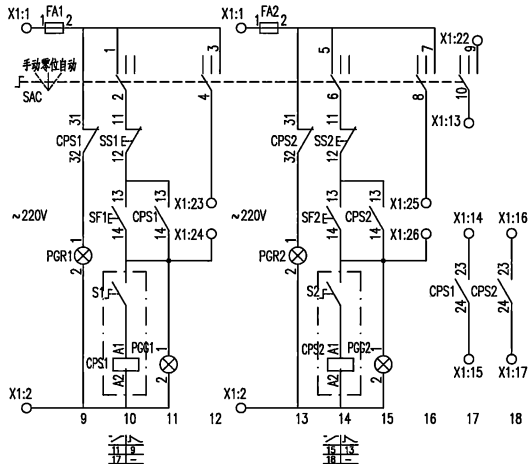 X1:1 1 FA1 2 X1:1 1 FA2 2
1 3 5 7 X1:22 9
手动零位自动
SAC
2 4 6 8 10
X1:13
31 11 31 11
CPS1 SS1 CPS2 SS2
32 12 32 12
13 13 X1:23 13 13 X1:25 X1:14 X1:16
~220V SF1 CPS1 ~220V SF2 CPS2
14 14 X1:24 14 14 X1:26
1 1 23 23
PGR1 PGR2 CPS1 CPS2
2 2 24 24
S1 S2
A1 PGG1 1 A1 PGG2 1
CPS1 CPS2 X1:15 X1:17
A2 2 A2 2
X1:2 X1:2
9 10 11 12 13 14 15 16 17 18
11 9 15 13
17 - 18 -